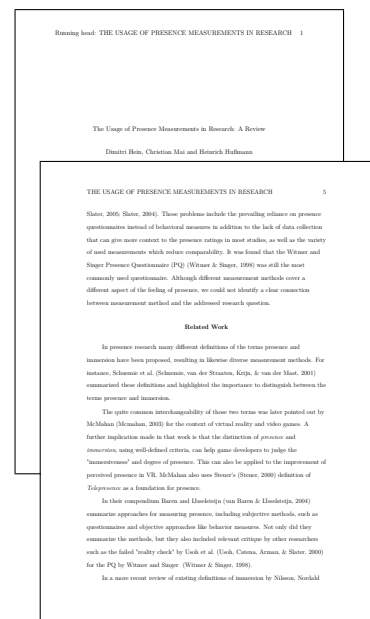 Running head: THE USAGE OF PRESENCE MEASUREMENTS IN RESEARCH 1
The Usage of Presence Measurements in Research: A Review
Dimitri Hein, Christian Mai and Heinrich Hußmann
THE USAGE OF PRESENCE MEASUREMENTS IN RESEARCH 5
Slater, 2005; Slater, 2004). Those problems include the prevailing reliance on presence
questionnaires instead of behavioral measures in addition to the lack of data collection
that can give more context to the presence ratings in most studies, as well as the variety
of used measurements which reduce comparability. It was found that the Witmer and
Singer Presence Questionnaire (PQ) (Witmer & Singer, 1998) was still the most
commonly used questionnaire. Although different measurement methods cover a
different aspect of the feeling of presence, we could not identify a clear connection
between measurement method and the addressed research question.
Related Work
In presence research many different definitions of the terms presence and
immersion have been proposed, resulting in likewise diverse measurement methods. For
instance, Schuemie et al. (Schuemie, van der Straaten, Krijn, & van der Mast, 2001)
summarized these definitions and highlighted the importance to distinguish between the
terms presence and immersion.
The quite common interchangeability of those two terms was later pointed out by
McMahan (Mcmahan, 2003) for the context of virtual reality and video games. A
further implication made in that work is that the distinction of presence and
immersion, using well-defined criteria, can help game developers to judge the
"immersiveness" and degree of presence. This can also be applied to the improvement of
perceived presence in VR. McMahan also uses Steuer's (Steuer, 2000) definition of
Telepresence as a foundation for presence.
In their compendium Baren and IJsselsteijn (van Baren & IJsselsteijn, 2004)
summarize approaches for measuring presence, including subjective methods, such as
questionnaires and objective approaches like behavior measures. Not only did they
summarize the methods, but they also included relevant critique by other researchers
such as the failed "reality check" by Usoh et al. (Usoh, Catena, Arman, & Slater, 2000)
for the PQ by Witmer and Singer (Witmer & Singer, 1998).
In a more recent review of existing definitions of immersion by Nilsson, Nordahl